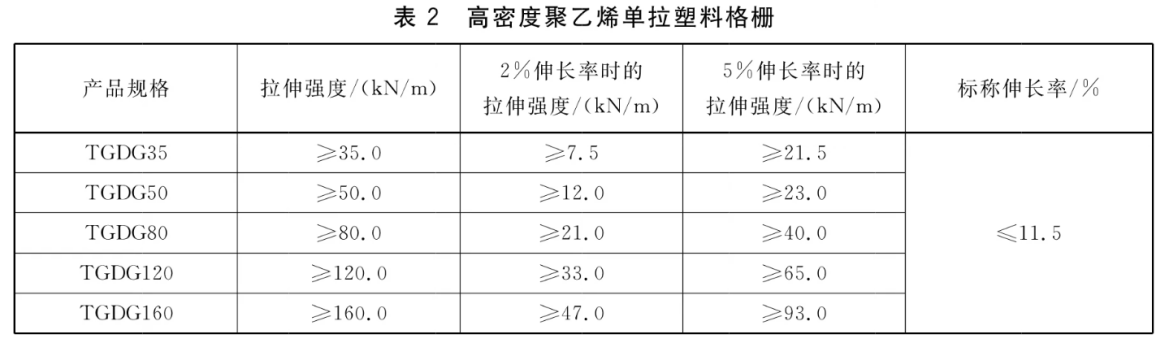 表 2 高密度聚乙烯单拉塑料格栅
产品规格 拉伸强度/(kN/m) 2%伸长率时的拉伸强度/(kN/m) 5%伸长率时的拉伸强度/(kN/m) 标称伸长率/%
TGDG35 ≥35.0 ≥7.5 ≥21.5 ≤11.5
TGDG50 ≥50.0 ≥12.0 ≥23.0
TGDG80 ≥80.0 ≥21.0 ≥40.0
TGDG120 ≥120.0 ≥33.0 ≥65.0
TGDG160 ≥160.0 ≥47.0 ≥93.0